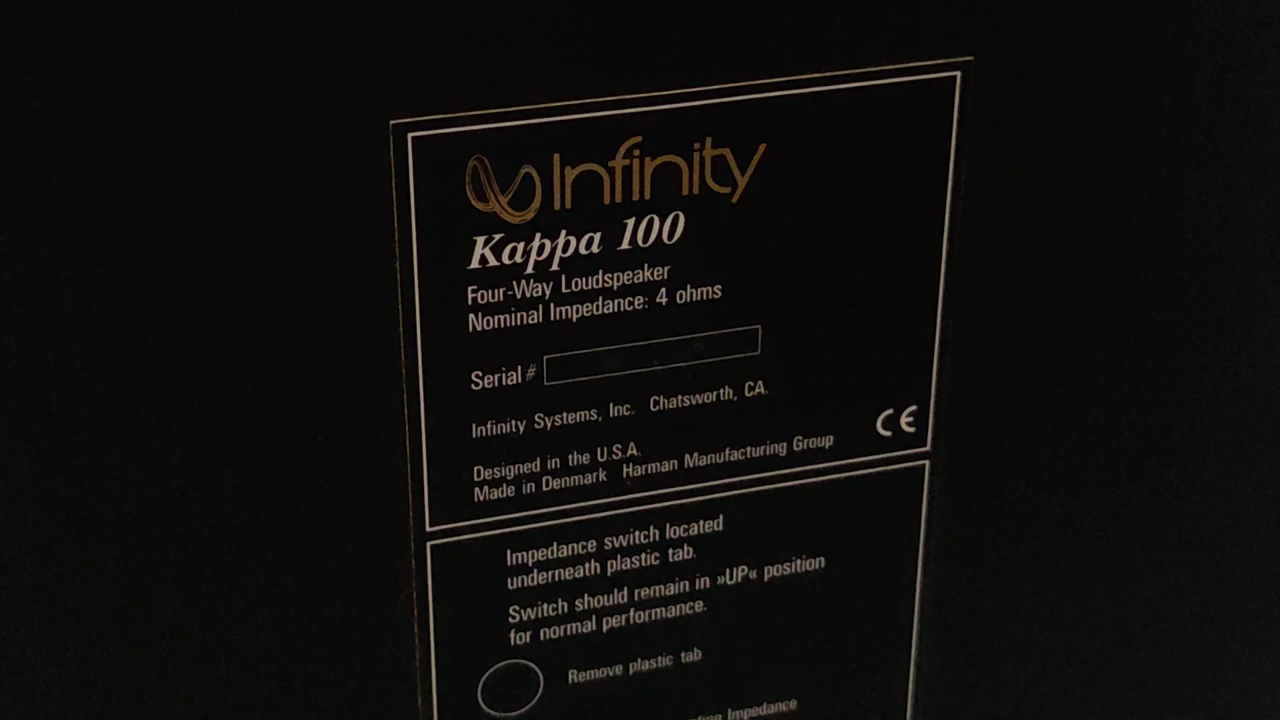 Infinity
Kappa 100
Four-Way Loudspeaker
Nominal Impedance: 4 ohms
Serial #
Infinity Systems, Inc. Chatsworth, CA.
Designed in the U.S.A.
Made in Denmark Harman Manufacturing Group
CE
Impedance switch located
underneath plastic tab.
Switch should remain in »UP« position
for normal performance.
Remove plastic tab
Impedance